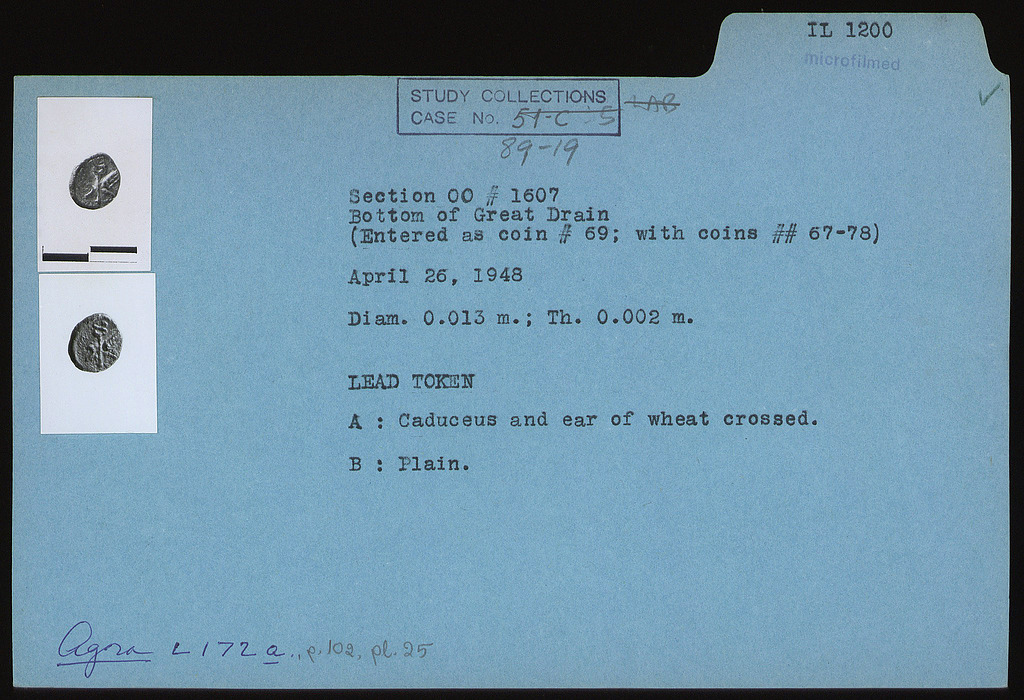 IL 1200
microfilmed
STUDY COLLECTIONS
CASE No. 51-C S LAB
89-19
Section OO # 1607
Bottom of Great Drain
(Entered as coin # 69; with coins ## 67-78)
April 26, 1948
Diam. 0.013 m.; Th. 0.002 m.
LEAD TOKEN
A : Caduceus and ear of wheat crossed.
B : Plain.
Agora L 172 a., p. 102, pl. 25